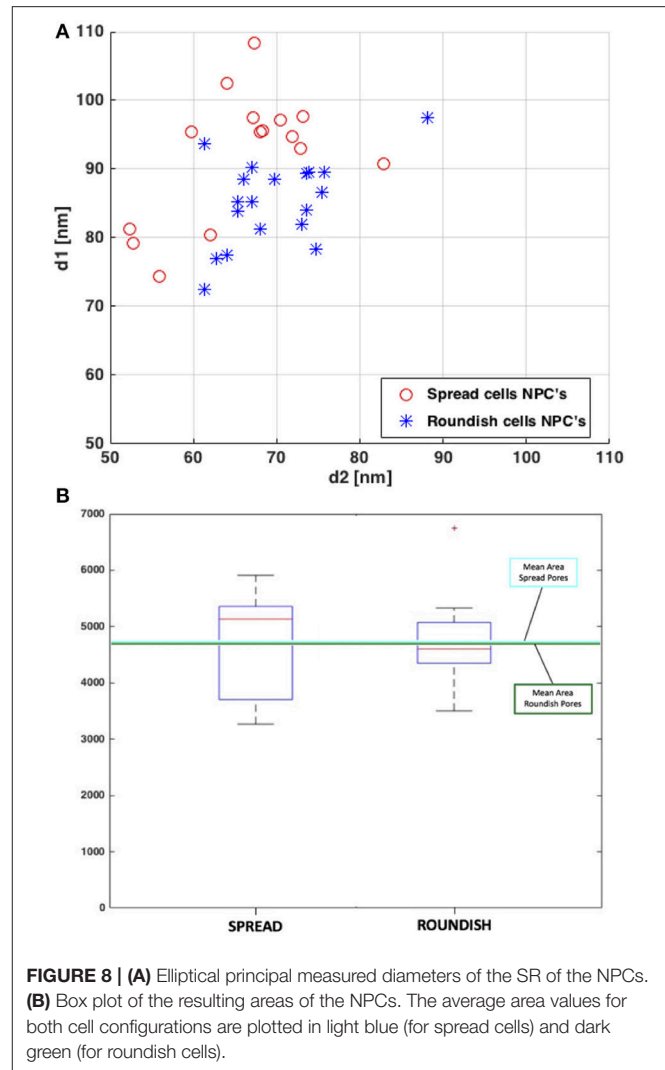 A
110
100
90
80
70
60
50
d1 [nm]
50 60 70 80 90 100 110
d2 [nm]
Spread cells NPC's
Roundish cells NPC's
B
7000
6000
5000
4000
3000
2000
1000
0
Mean Area
Spread Pores
Mean Area
Roundish Pores
SPREAD ROUNDISH
FIGURE 8 | (A) Elliptical principal measured diameters of the SR of the NPCs.
(B) Box plot of the resulting areas of the NPCs. The average area values for
both cell configurations are plotted in light blue (for spread cells) and dark
green (for roundish cells).